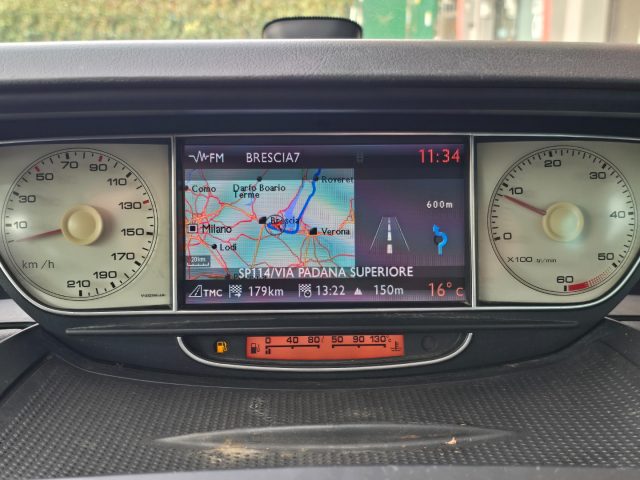 FM BRESCIA7 11:34
Como Darfo Boario Terme Rovere
Milano Brescia Verona
Lodi
20km
600m
SP114/VIA PADANA SUPERIORE
TMC 179km 13:22 150m 16°C
10 30 50 70 90 110 130 150 170 190 210
km/h
0 10 20 30 40 50 60
X100 tr/min
0 40 80 l 50 90 130°C